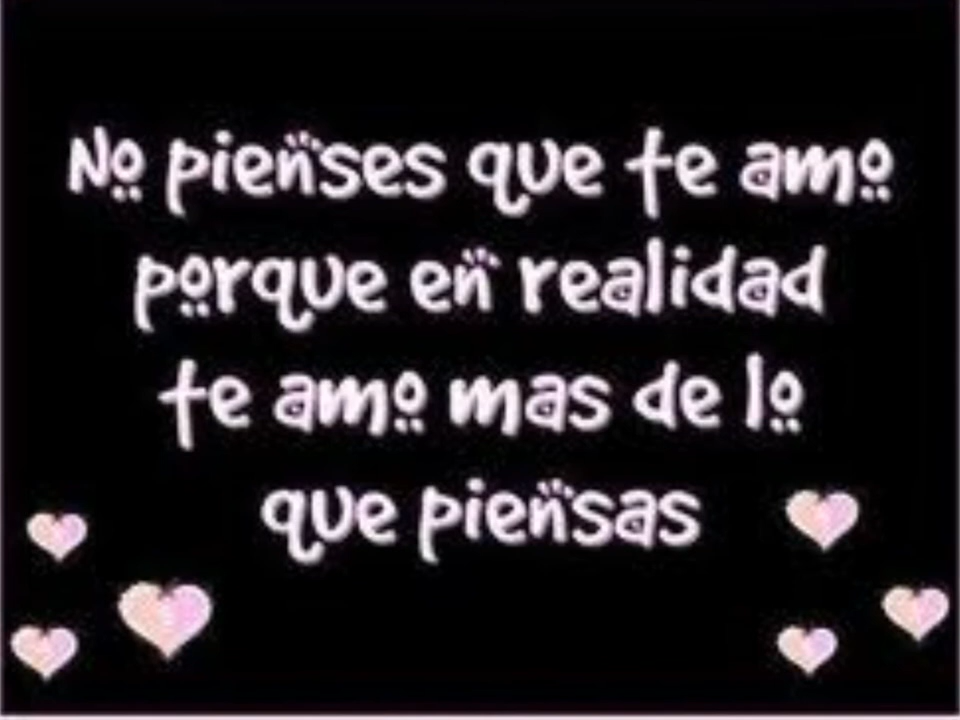 No pienses que te amo
porque en realidad
te amo mas de lo
que piensas